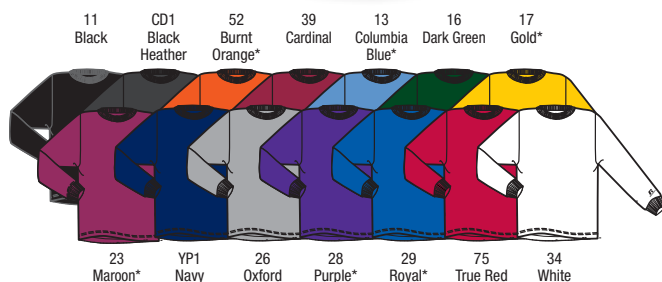 11
Black
CD1
Black
Heather
52
Burnt
Orange*
39
Cardinal
13
Columbia
Blue*
16
Dark Green
17
Gold*
23
Maroon*
YP1
Navy
26
Oxford
28
Purple*
29
Royal*
75
True Red
34
White